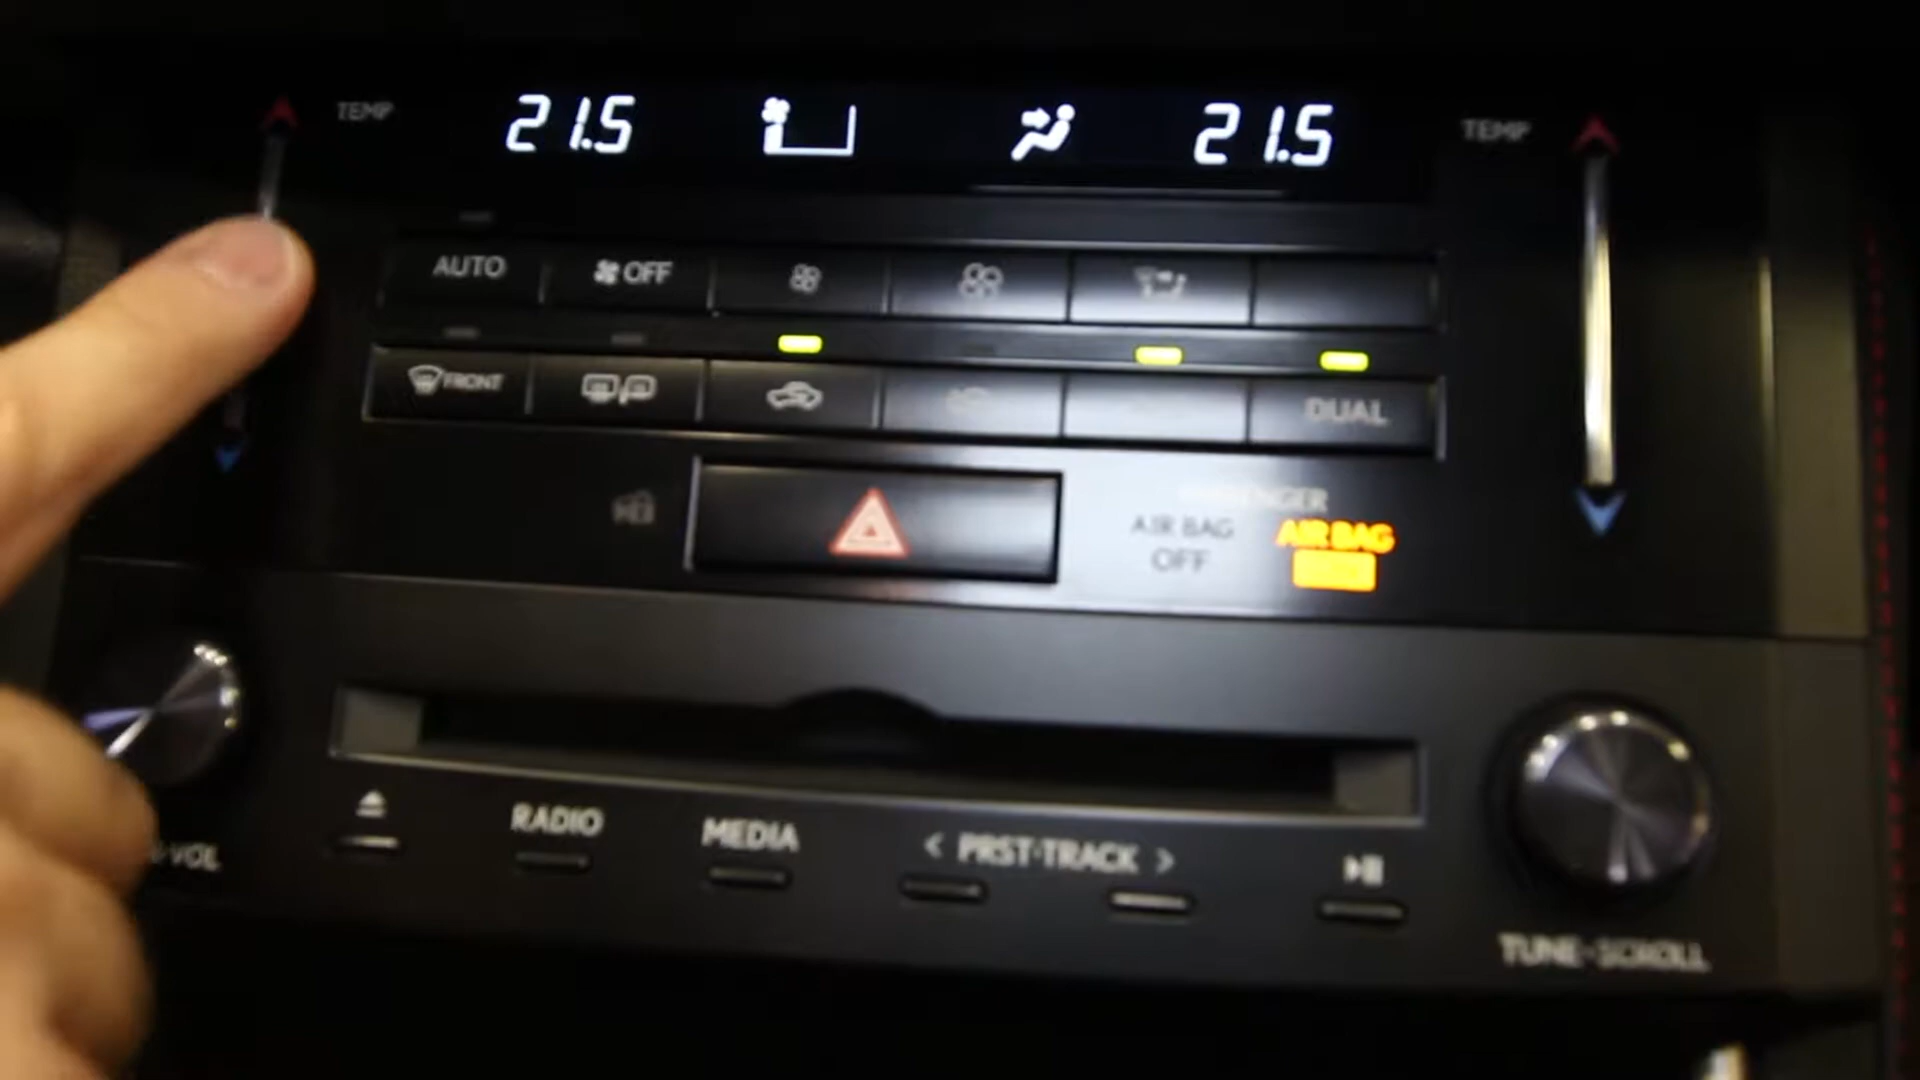 TEMP 21.5 21.5 TEMP
AUTO OFF
FRONT DUAL
AIR BAG AIR BAG
OFF
RADIO MEDIA < PRST·TRACK >
VOL
TUNE·SCROLL